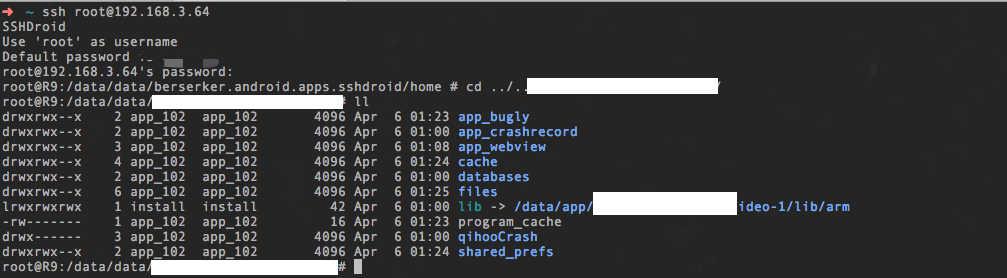 ➜ ~ ssh root@192.168.3.64
SSHDroid
Use 'root' as username
Default password
root@192.168.3.64's password:
root@R9:/data/data/berserker.android.apps.sshdroid/home # cd ../.. /
root@R9:/data/data/ # ll
drwxrwx--x 2 app_102 app_102 4096 Apr 6 01:23 app_bugly
drwxrwx--x 2 app_102 app_102 4096 Apr 6 01:00 app_crashrecord
drwxrwx--x 3 app_102 app_102 4096 Apr 6 01:08 app_webview
drwxrwx--x 4 app_102 app_102 4096 Apr 6 01:24 cache
drwxrwx--x 2 app_102 app_102 4096 Apr 6 01:00 databases
drwxrwx--x 6 app_102 app_102 4096 Apr 6 01:25 files
lrwxrwxrwx 1 install install 42 Apr 6 01:00 lib -> /data/app/ ideo-1/lib/arm
-rw------- 1 app_102 app_102 16 Apr 6 01:23 program_cache
drwx------ 3 app_102 app_102 4096 Apr 6 01:00 qihooCrash
drwxrwx--x 2 app_102 app_102 4096 Apr 6 01:24 shared_prefs
root@R9:/data/data/ #